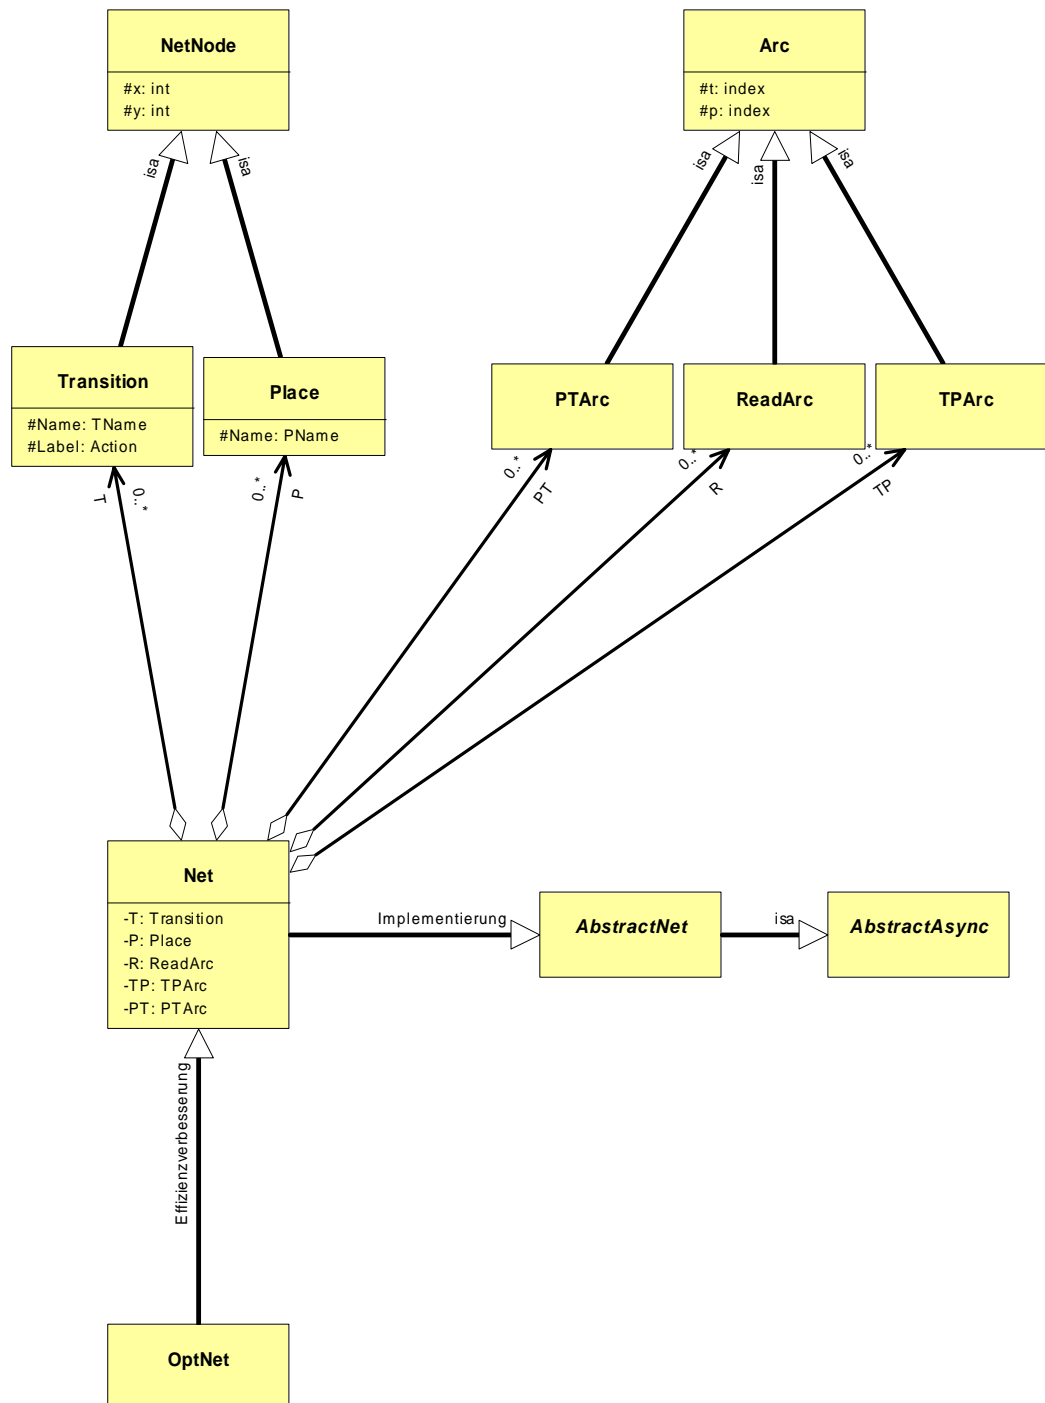 NetNode
#x: int
#y: int
Arc
#t: index
#p: index
isa
isa
isa
isa
isa
Transition
#Name: TName
#Label: Action
Place
#Name: PName
PTArc
ReadArc
TPArc
T
0..*
0..*
P
0..*
PT
0..*
R
0..*
TP
Net
-T: Transition
-P: Place
-R: ReadArc
-TP: TPArc
-PT: PTArc
Implementierung
AbstractNet
isa
AbstractAsync
Effizienzverbesserung
OptNet